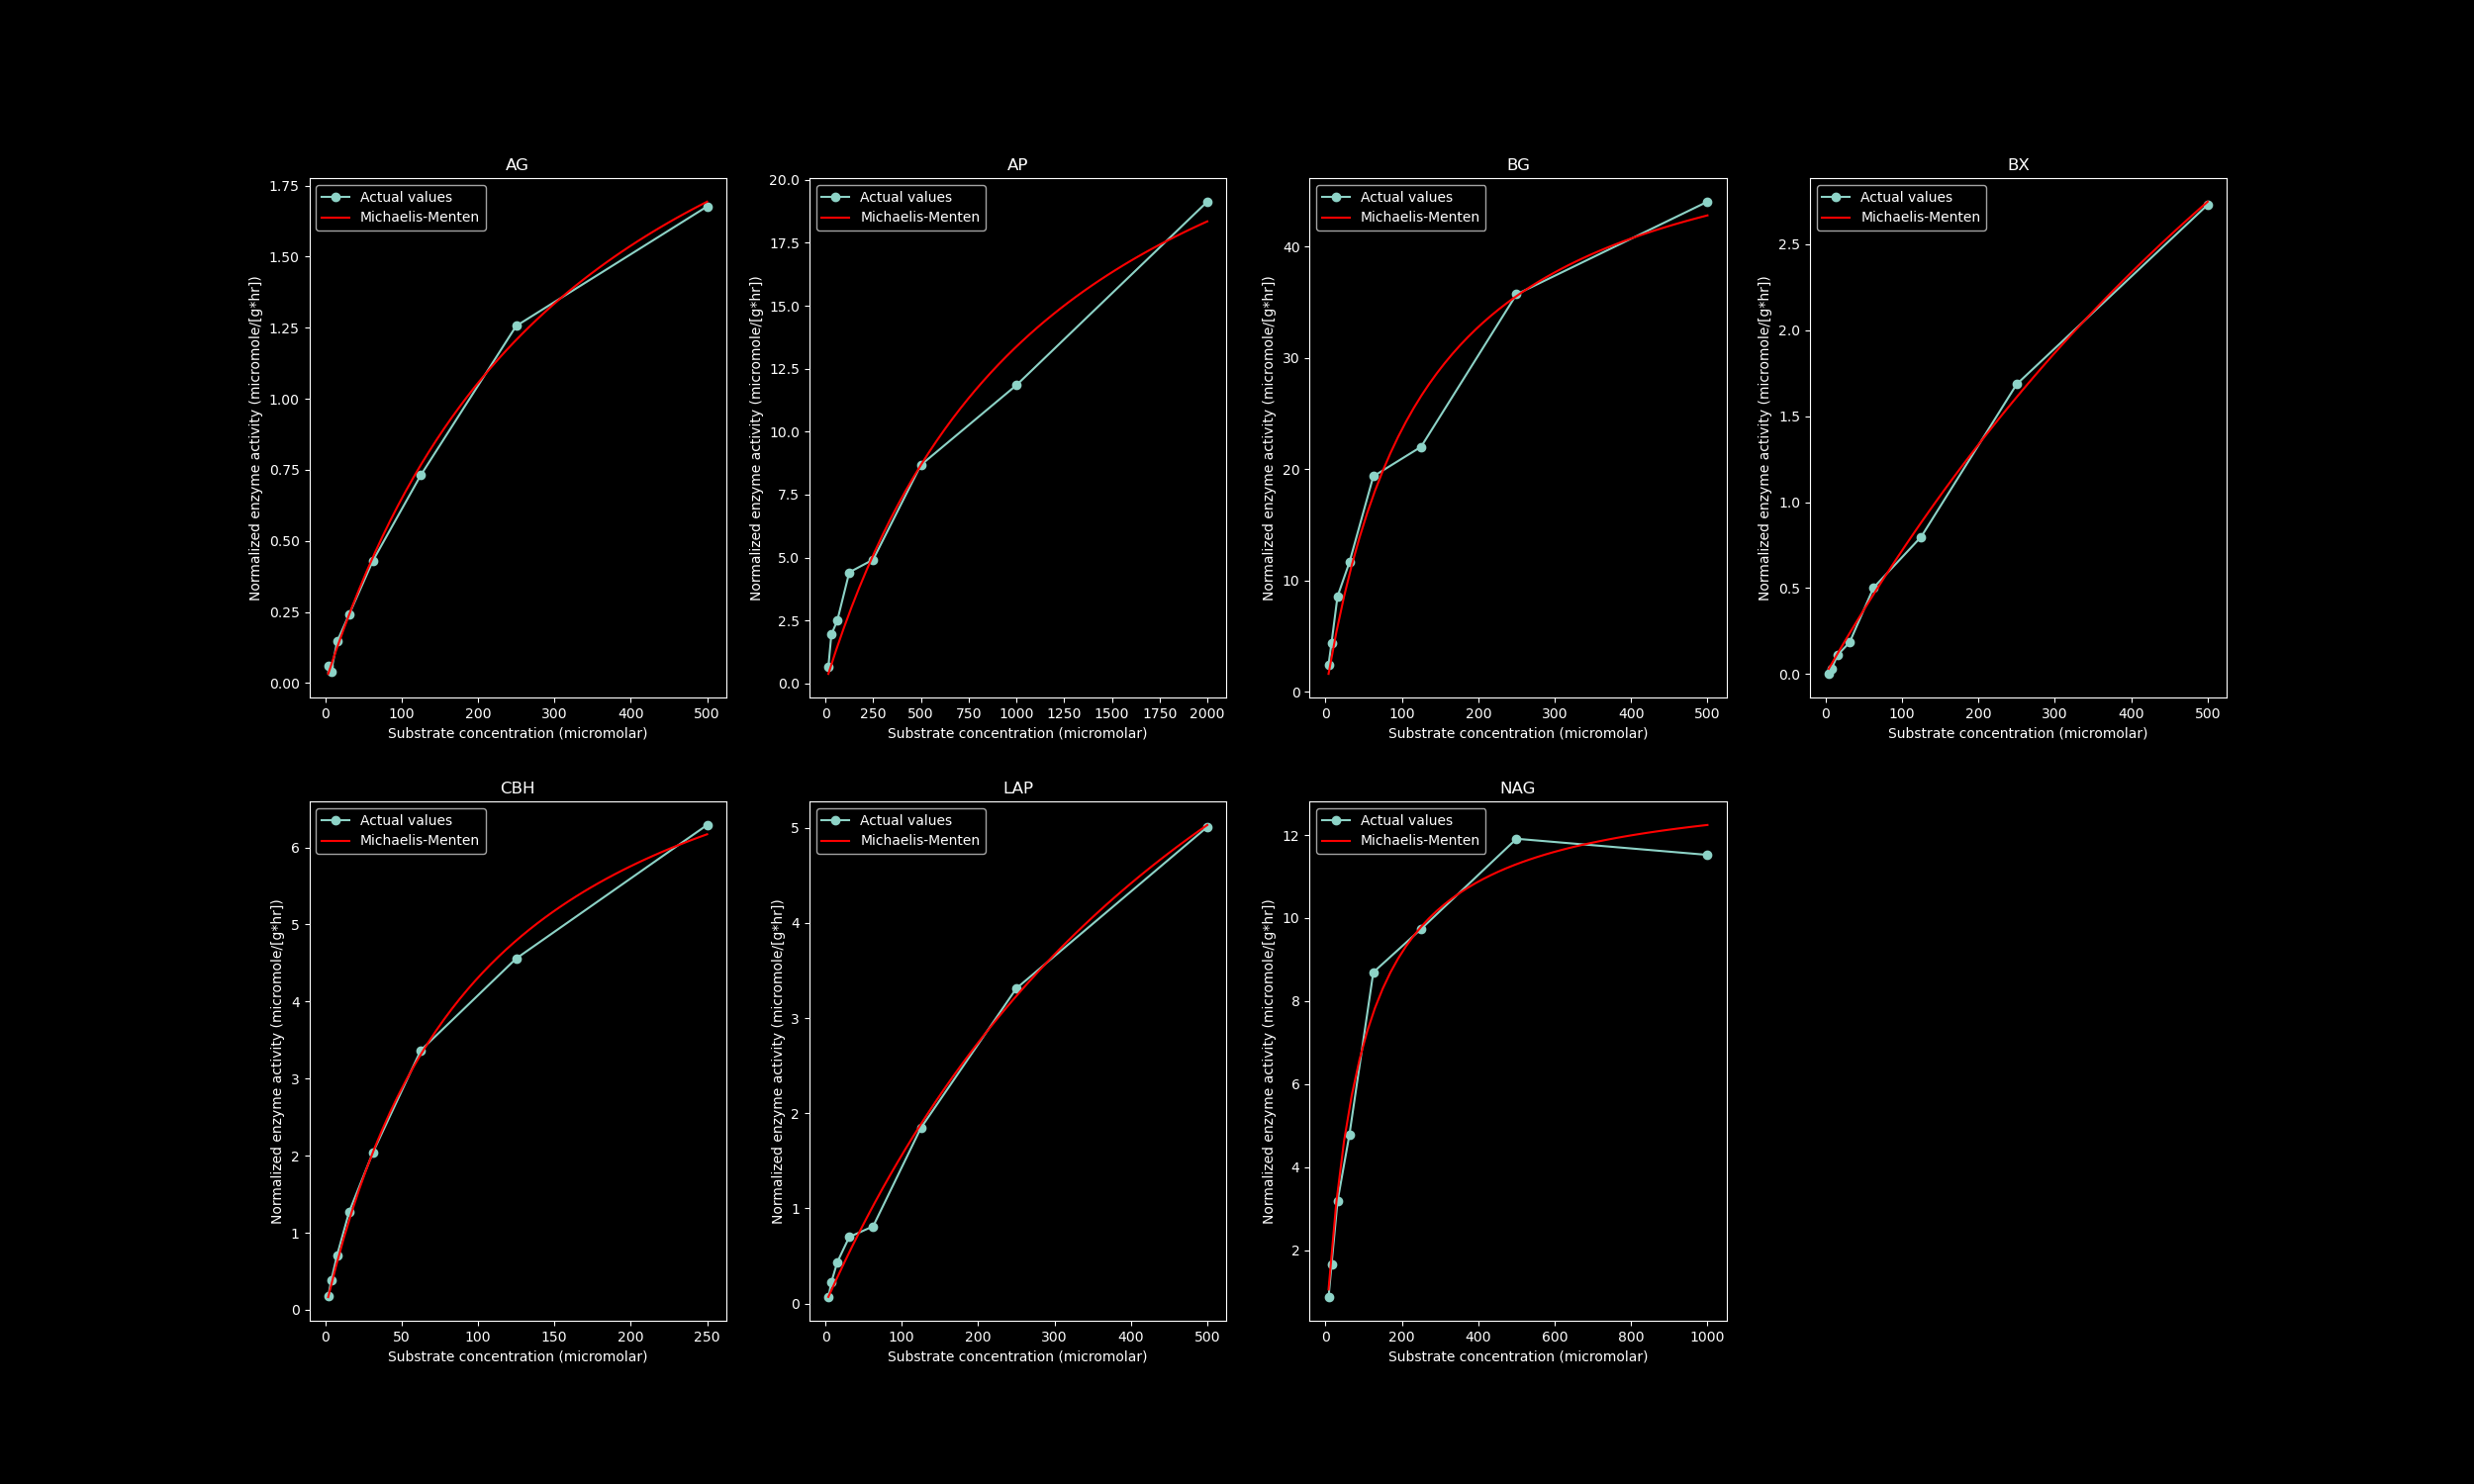 AG
Actual values
Michaelis-Menten
Normalized enzyme activity (micromole/[g*hr])
1.75
1.50
1.25
1.00
0.75
0.50
0.25
0.00
0 100 200 300 400 500
Substrate concentration (micromolar)
AP
Actual values
Michaelis-Menten
Normalized enzyme activity (micromole/[g*hr])
20.0
17.5
15.0
12.5
10.0
7.5
5.0
2.5
0.0
0 250 500 750 1000 1250 1500 1750 2000
Substrate concentration (micromolar)
BG
Actual values
Michaelis-Menten
Normalized enzyme activity (micromole/[g*hr])
40
30
20
10
0
0 100 200 300 400 500
Substrate concentration (micromolar)
BX
Actual values
Michaelis-Menten
Normalized enzyme activity (micromole/[g*hr])
2.5
2.0
1.5
1.0
0.5
0.0
0 100 200 300 400 500
Substrate concentration (micromolar)
CBH
Actual values
Michaelis-Menten
Normalized enzyme activity (micromole/[g*hr])
6
5
4
3
2
1
0
0 50 100 150 200 250
Substrate concentration (micromolar)
LAP
Actual values
Michaelis-Menten
Normalized enzyme activity (micromole/[g*hr])
5
4
3
2
1
0
0 100 200 300 400 500
Substrate concentration (micromolar)
NAG
Actual values
Michaelis-Menten
Normalized enzyme activity (micromole/[g*hr])
12
10
8
6
4
2
0 200 400 600 800 1000
Substrate concentration (micromolar)